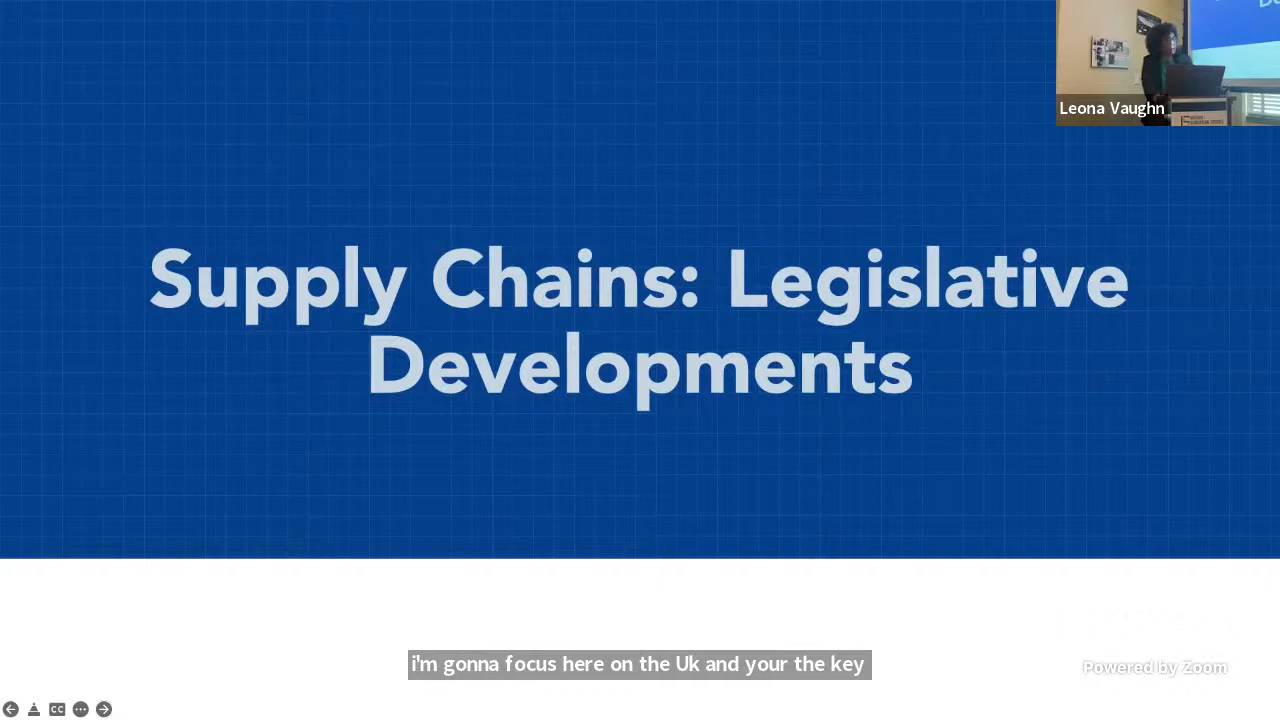 Leona Vaughn
Supply Chains: Legislative
Developments
i'm gonna focus here on the Uk and your the key
Powered by Zoom
CC